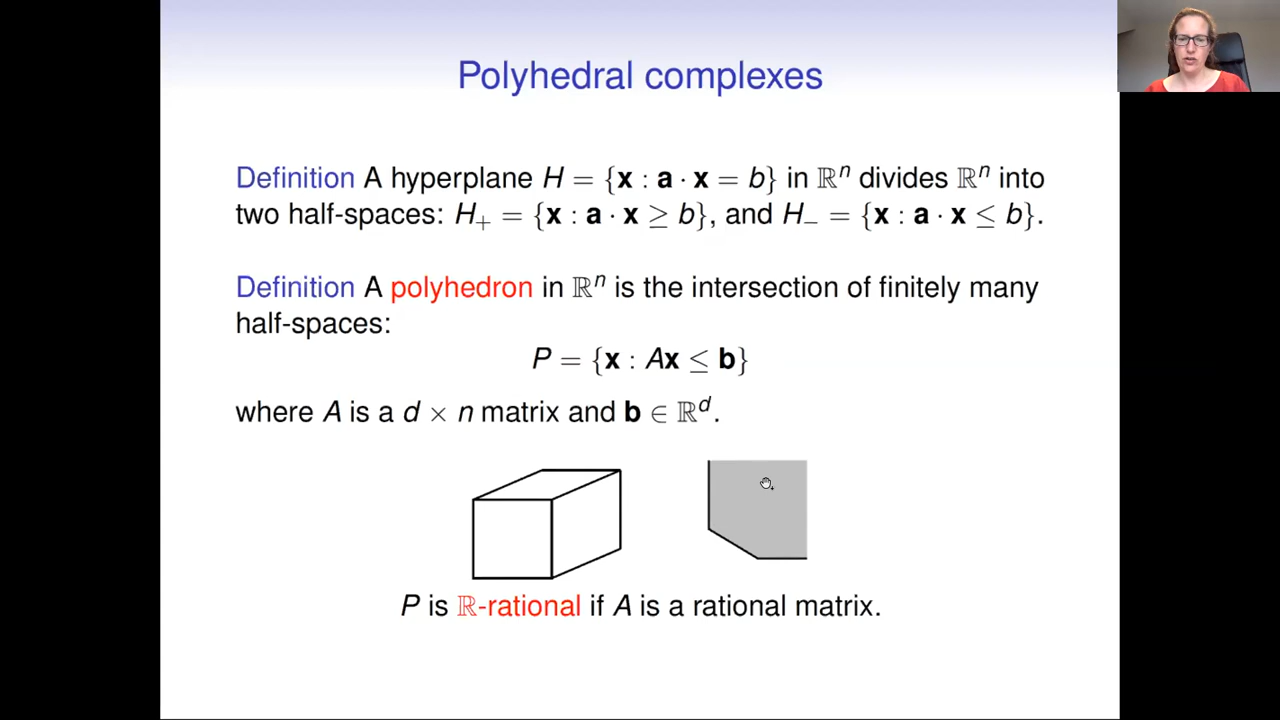 Polyhedral complexes
Definition A hyperplane H = {x : a · x = b} in ℝⁿ divides ℝⁿ into
two half-spaces: H₊ = {x : a · x ≥ b}, and H₋ = {x : a · x ≤ b}.
Definition A polyhedron in ℝⁿ is the intersection of finitely many
half-spaces:
P = {x : Ax ≤ b}
where A is a d × n matrix and b ∈ ℝᵈ.
P is ℝ-rational if A is a rational matrix.